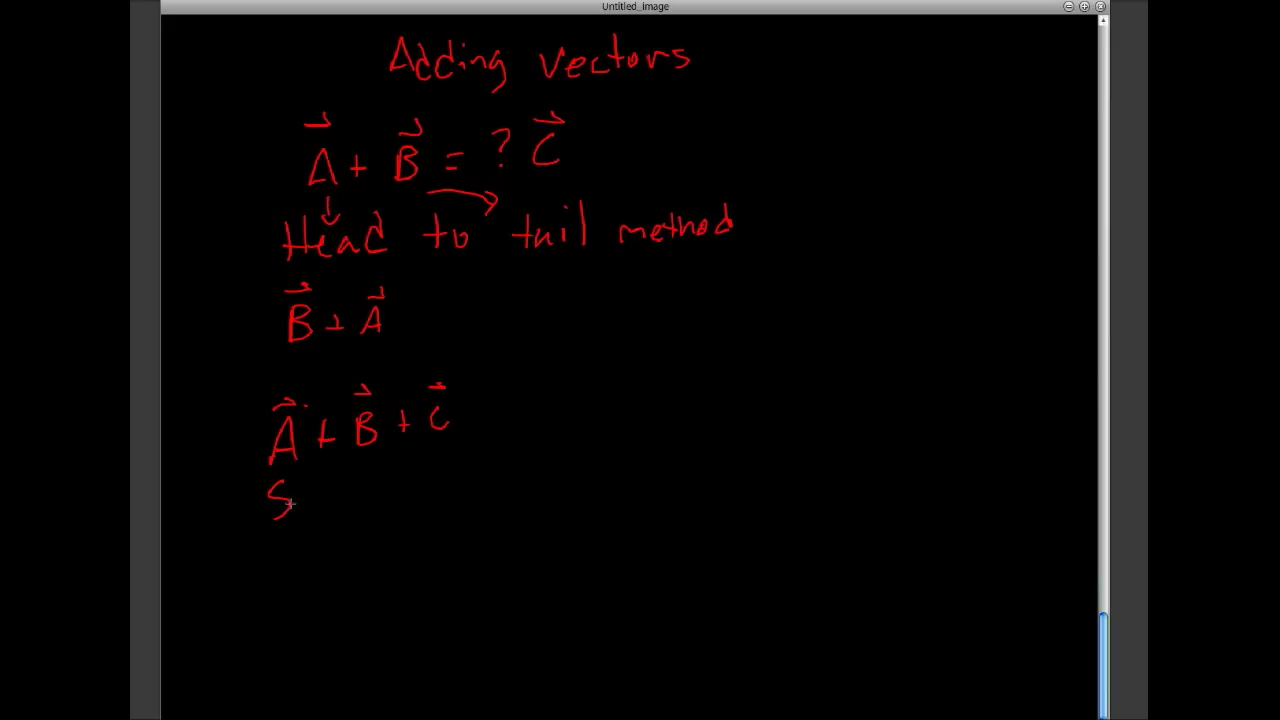 Untitled_Image
Adding vectors
A⃗ + B⃗ = ? C⃗
Head to tail method
B⃗ + A⃗
A⃗ + B⃗ + C⃗
S